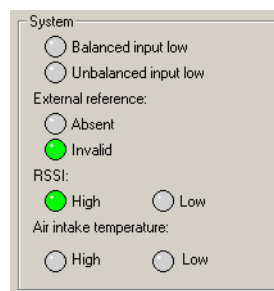 System
Balanced input low
Unbalanced input low
External reference:
Absent
Invalid
RSSI:
High Low
Air intake temperature:
High Low